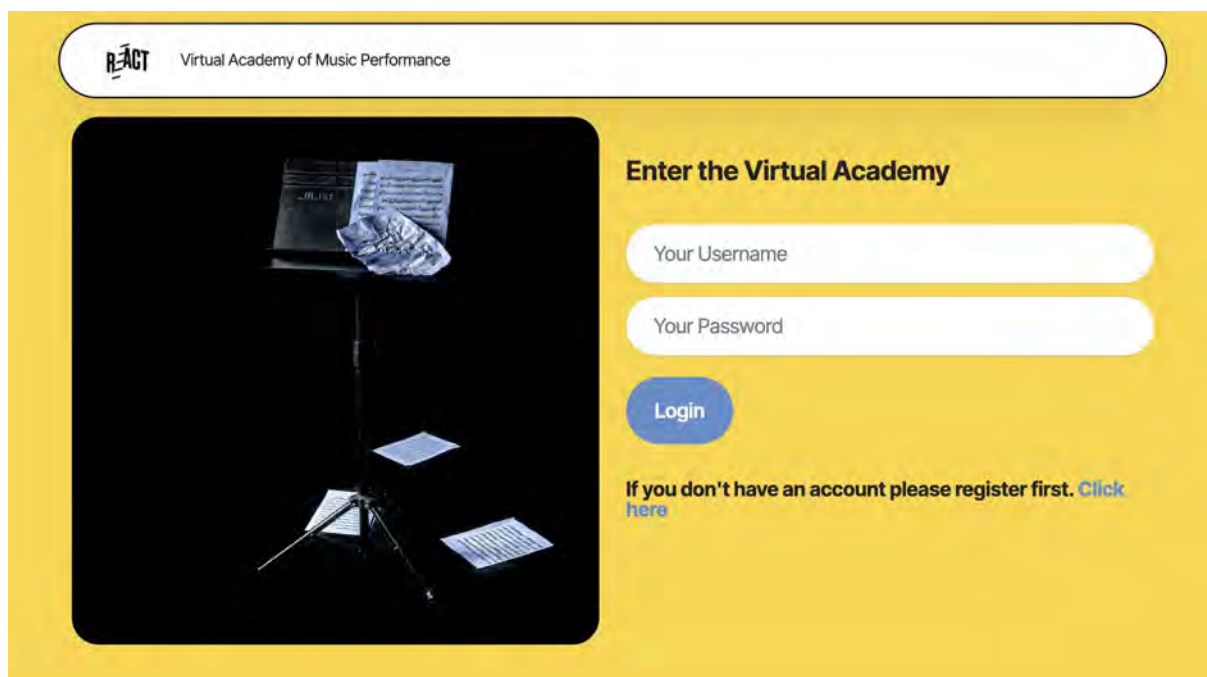 REACT
Virtual Academy of Music Performance
Enter the Virtual Academy
Your Username
Your Password
Login
If you don't have an account please register first. Click
here